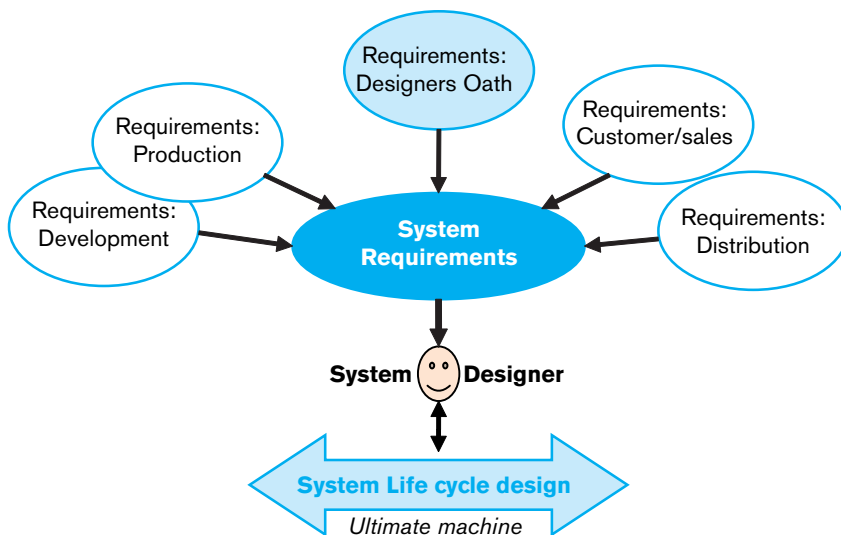 Requirements:
Designers Oath
Requirements:
Production
Requirements:
Customer/sales
Requirements:
Development
Requirements:
Distribution
System
Requirements
System Designer
System Life cycle design
Ultimate machine